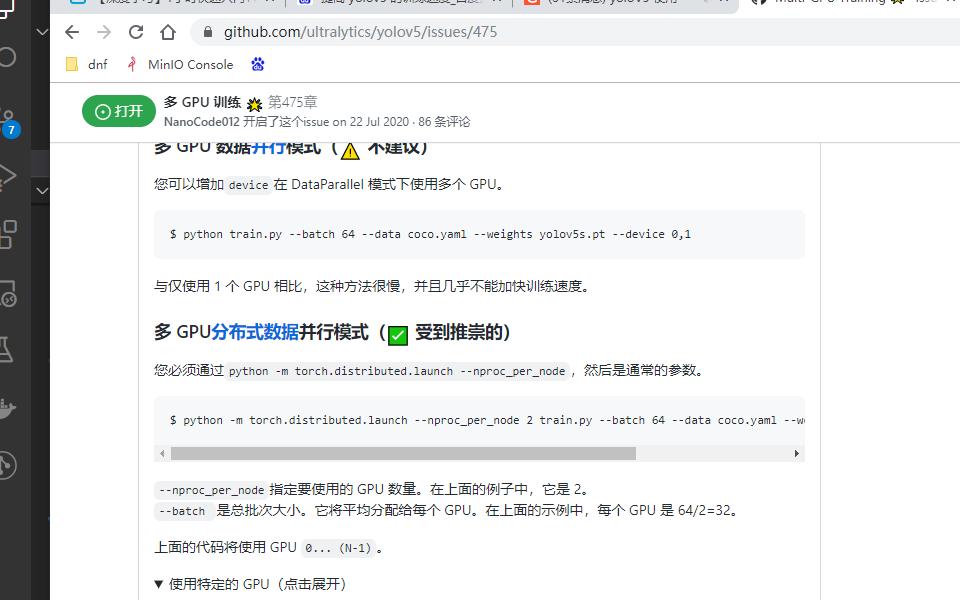 github.com/ultralytics/yolov5/issues/475
dnf MinIO Console
打开
多 GPU 训练 第475章
NanoCode012 开启了这个issue on 22 Jul 2020 · 86 条评论
7
多 GPU 数据并行模式（ 不建议）
您可以增加 device 在 DataParallel 模式下使用多个 GPU。
$ python train.py --batch 64 --data coco.yaml --weights yolov5s.pt --device 0,1
与仅使用 1 个 GPU 相比，这种方法很慢，并且几乎不能加快训练速度。
多 GPU分布式数据并行模式（ 受到推崇的）
您必须通过 python -m torch.distributed.launch --nproc_per_node ，然后是通常的参数。
$ python -m torch.distributed.launch --nproc_per_node 2 train.py --batch 64 --data coco.yaml --w
--nproc_per_node 指定要使用的 GPU 数量。在上面的例子中，它是 2。
--batch 是总批次大小。它将平均分配给每个 GPU。在上面的示例中，每个 GPU 是 64/2=32。
上面的代码将使用 GPU 0... (N-1) 。
▼ 使用特定的 GPU（点击展开）